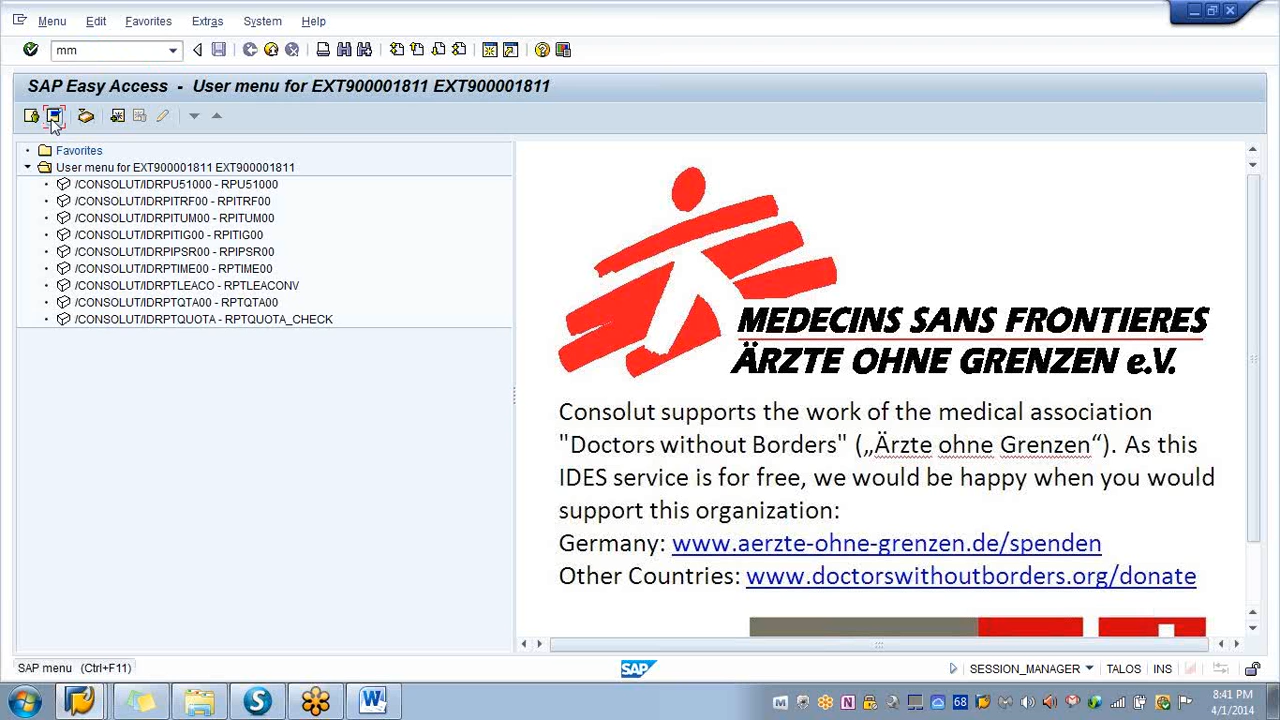 Menu Edit Favorites Extras System Help
mm
SAP Easy Access - User menu for EXT900001811 EXT900001811
Favorites
User menu for EXT900001811 EXT900001811
/CONSOLUT/IDRPU51000 - RPU51000
/CONSOLUT/IDRPITRF00 - RPITRF00
/CONSOLUT/IDRPITUM00 - RPITUM00
/CONSOLUT/IDRPITIG00 - RPITIG00
/CONSOLUT/IDRPIPSR00 - RPIPSR00
/CONSOLUT/IDRPTIME00 - RPTIME00
/CONSOLUT/IDRPTLEACO - RPTLEACONV
/CONSOLUT/IDRPTQTA00 - RPTQTA00
/CONSOLUT/IDRPTQUOTA - RPTQUOTA_CHECK
MEDECINS SANS FRONTIERES
ÄRZTE OHNE GRENZEN e.V.
Consolut supports the work of the medical association
"Doctors without Borders" („Ärzte ohne Grenzen“). As this
IDES service is for free, we would be happy when you would
support this organization:
Germany: www.aerzte-ohne-grenzen.de/spenden
Other Countries: www.doctorswithoutborders.org/donate
SAP menu (Ctrl+F11)
SAP
SESSION_MANAGER TALOS INS
68
8:41 PM
4/1/2014